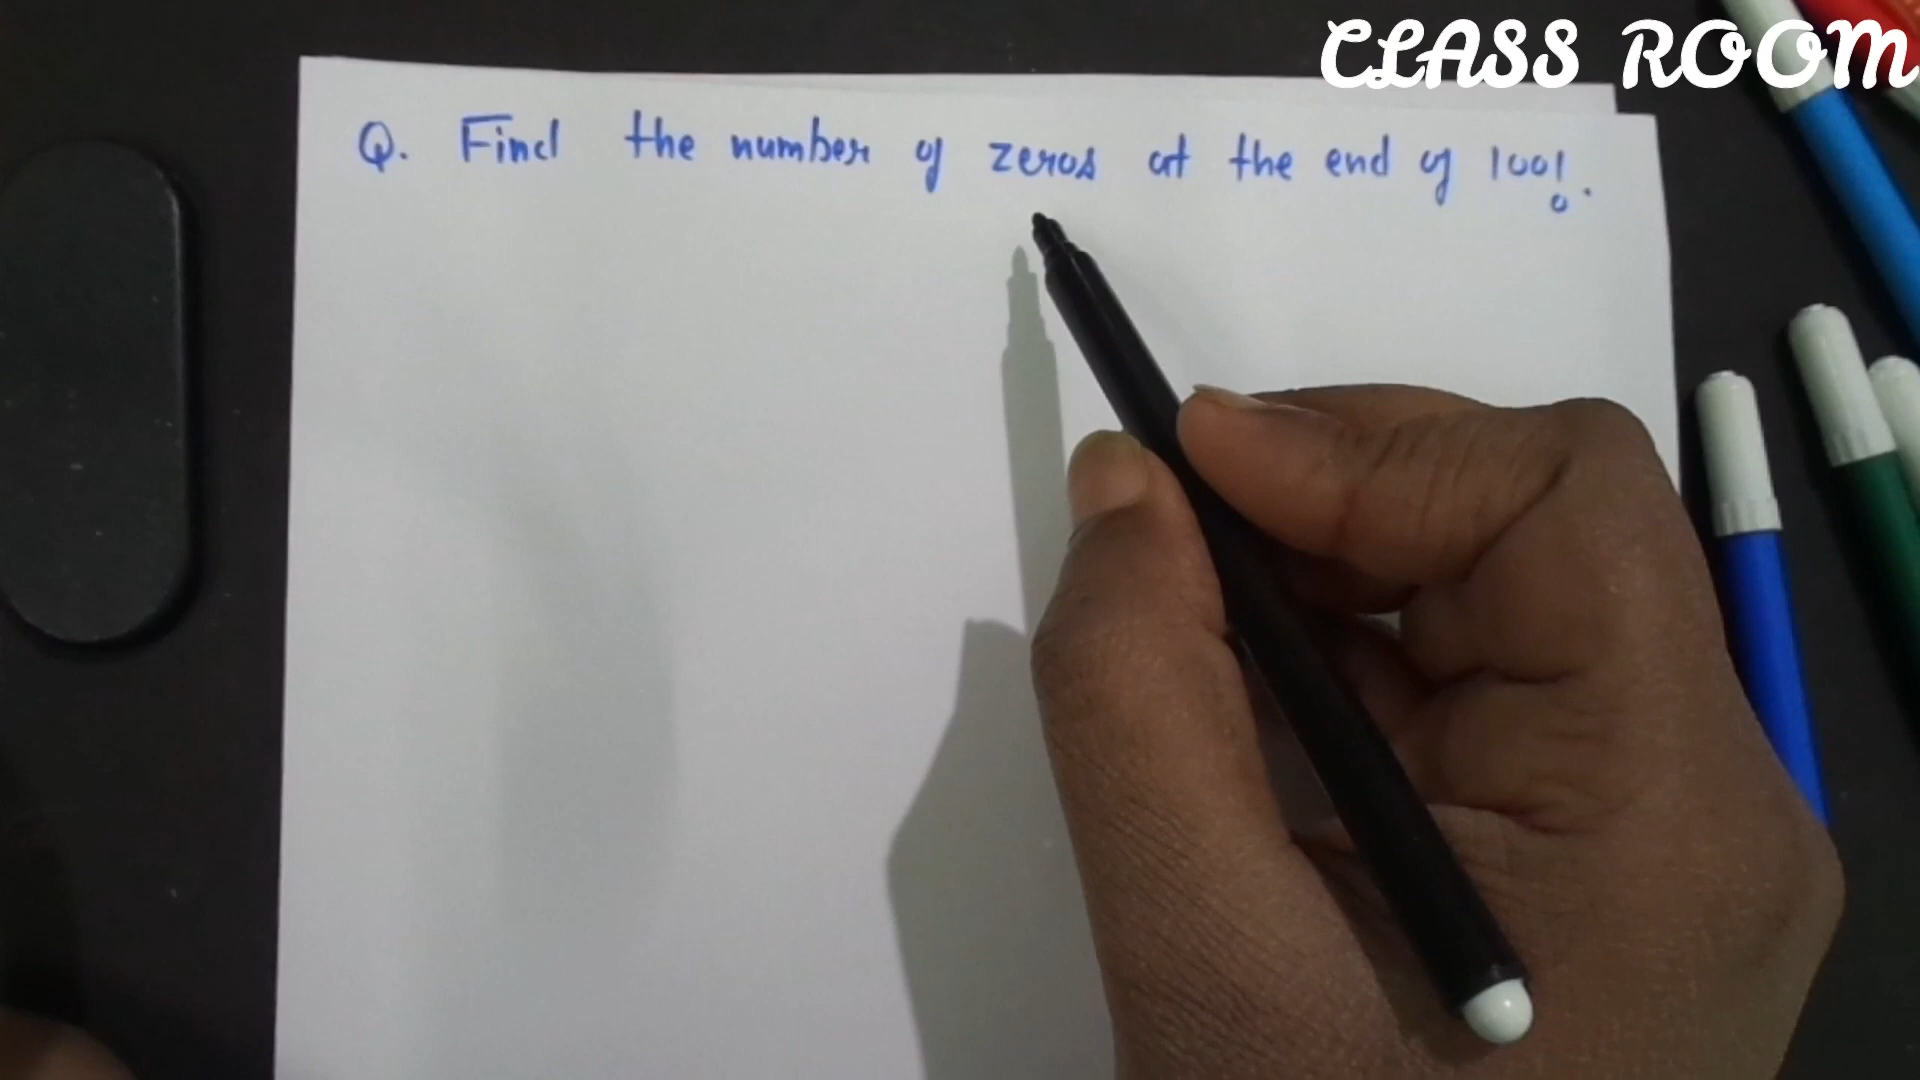 CLASS ROOM
Q. Find the number of zeros at the end of 100!.